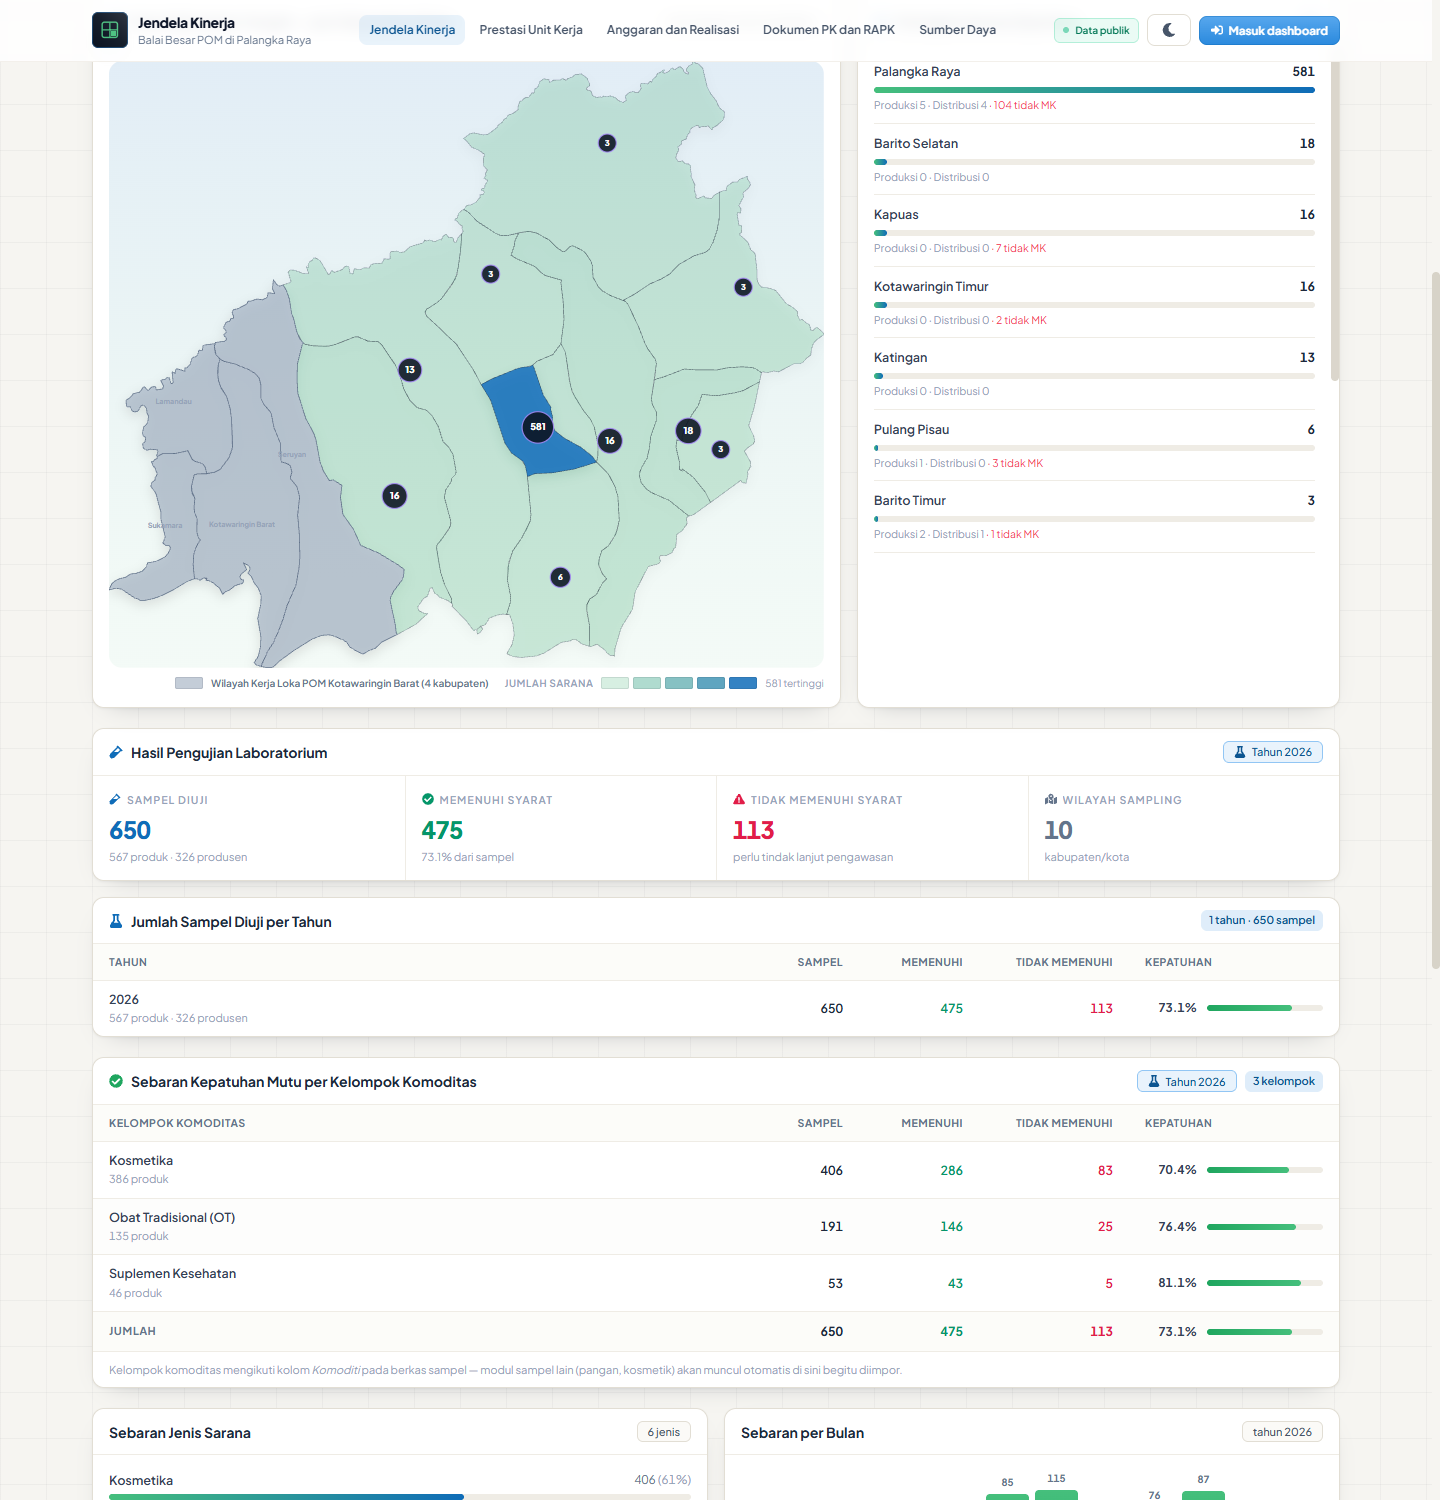 Jendela Kinerja
Balai Besar POM di Palangka Raya
Jendela Kinerja
Prestasi Unit Kerja
Anggaran dan Realisasi
Dokumen PK dan RAPK
Sumber Daya
Data publik
Masuk dashboard
3
3
3
13
581
16
18
3
16
6
Lamandau
Seruyan
Sukamara
Kotawaringin Barat
Wilayah Kerja Loka POM Kotawaringin Barat (4 kabupaten)
JUMLAH SARANA
581 tertinggi
Palangka Raya 581
Produksi 5 · Distribusi 4 · 104 tidak MK
Barito Selatan 18
Produksi 0 · Distribusi 0
Kapuas 16
Produksi 0 · Distribusi 0 · 7 tidak MK
Kotawaringin Timur 16
Produksi 0 · Distribusi 0 · 2 tidak MK
Katingan 13
Produksi 0 · Distribusi 0
Pulang Pisau 6
Produksi 1 · Distribusi 0 · 3 tidak MK
Barito Timur 3
Produksi 2 · Distribusi 1 · 1 tidak MK
Hasil Pengujian Laboratorium
Tahun 2026
SAMPEL DIUJI
650
567 produk · 326 produsen
MEMENUHI SYARAT
475
73.1% dari sampel
TIDAK MEMENUHI SYARAT
113
perlu tindak lanjut pengawasan
WILAYAH SAMPLING
10
kabupaten/kota
Jumlah Sampel Diuji per Tahun
1 tahun · 650 sampel
TAHUN SAMPEL MEMENUHI TIDAK MEMENUHI KEPATUHAN
2026 650 475 113 73.1%
567 produk · 326 produsen
Sebaran Kepatuhan Mutu per Kelompok Komoditas
Tahun 2026
3 kelompok
KELOMPOK KOMODITAS SAMPEL MEMENUHI TIDAK MEMENUHI KEPATUHAN
Kosmetika 406 286 83 70.4%
386 produk
Obat Tradisional (OT) 191 146 25 76.4%
135 produk
Suplemen Kesehatan 53 43 5 81.1%
46 produk
JUMLAH 650 475 113 73.1%
Kelompok komoditas mengikuti kolom Komoditi pada berkas sampel — modul sampel lain (pangan, kosmetik) akan muncul otomatis di sini begitu diimpor.
Sebaran Jenis Sarana
6 jenis
Kosmetika 406 (61%)
Sebaran per Bulan
tahun 2026
85
115
76
87